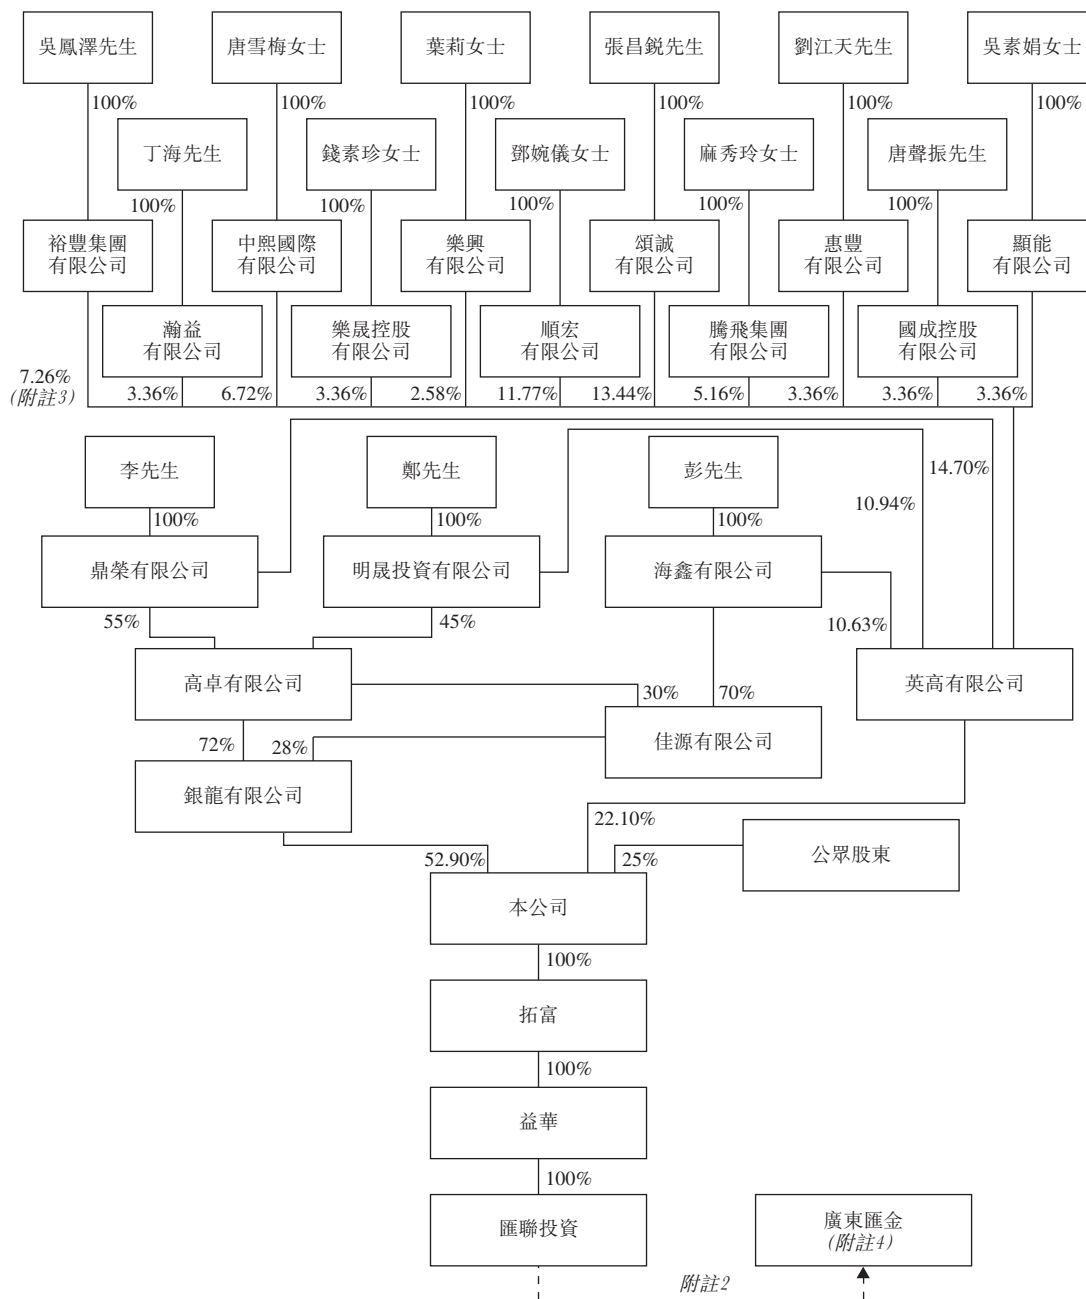 吳鳳澤先生
唐雪梅女士
葉莉女士
張昌銳先生
劉江天先生
吳素娟女士
100%
100%
100%
100%
100%
100%
丁海先生
錢素珍女士
鄧婉儀女士
麻秀玲女士
唐聲振先生
100%
100%
100%
100%
100%
裕豐集團
有限公司
中熙國際
有限公司
樂興
有限公司
頌誠
有限公司
惠豐
有限公司
顯能
有限公司
瀚益
有限公司
樂晟控股
有限公司
順宏
有限公司
騰飛集團
有限公司
國成控股
有限公司
7.26%
(附註3)
3.36%
6.72%
3.36%
2.58%
11.77%
13.44%
5.16%
3.36%
3.36%
3.36%
李先生
鄭先生
彭先生
14.70%
10.94%
100%
100%
100%
鼎榮有限公司
明晟投資有限公司
海鑫有限公司
55%
45%
10.63%
高卓有限公司
30%
70%
英高有限公司
佳源有限公司
72%
28%
銀龍有限公司
22.10%
52.90%
25%
公眾股東
本公司
100%
拓富
100%
益華
100%
匯聯投資
廣東匯金
(附註4)
附註2